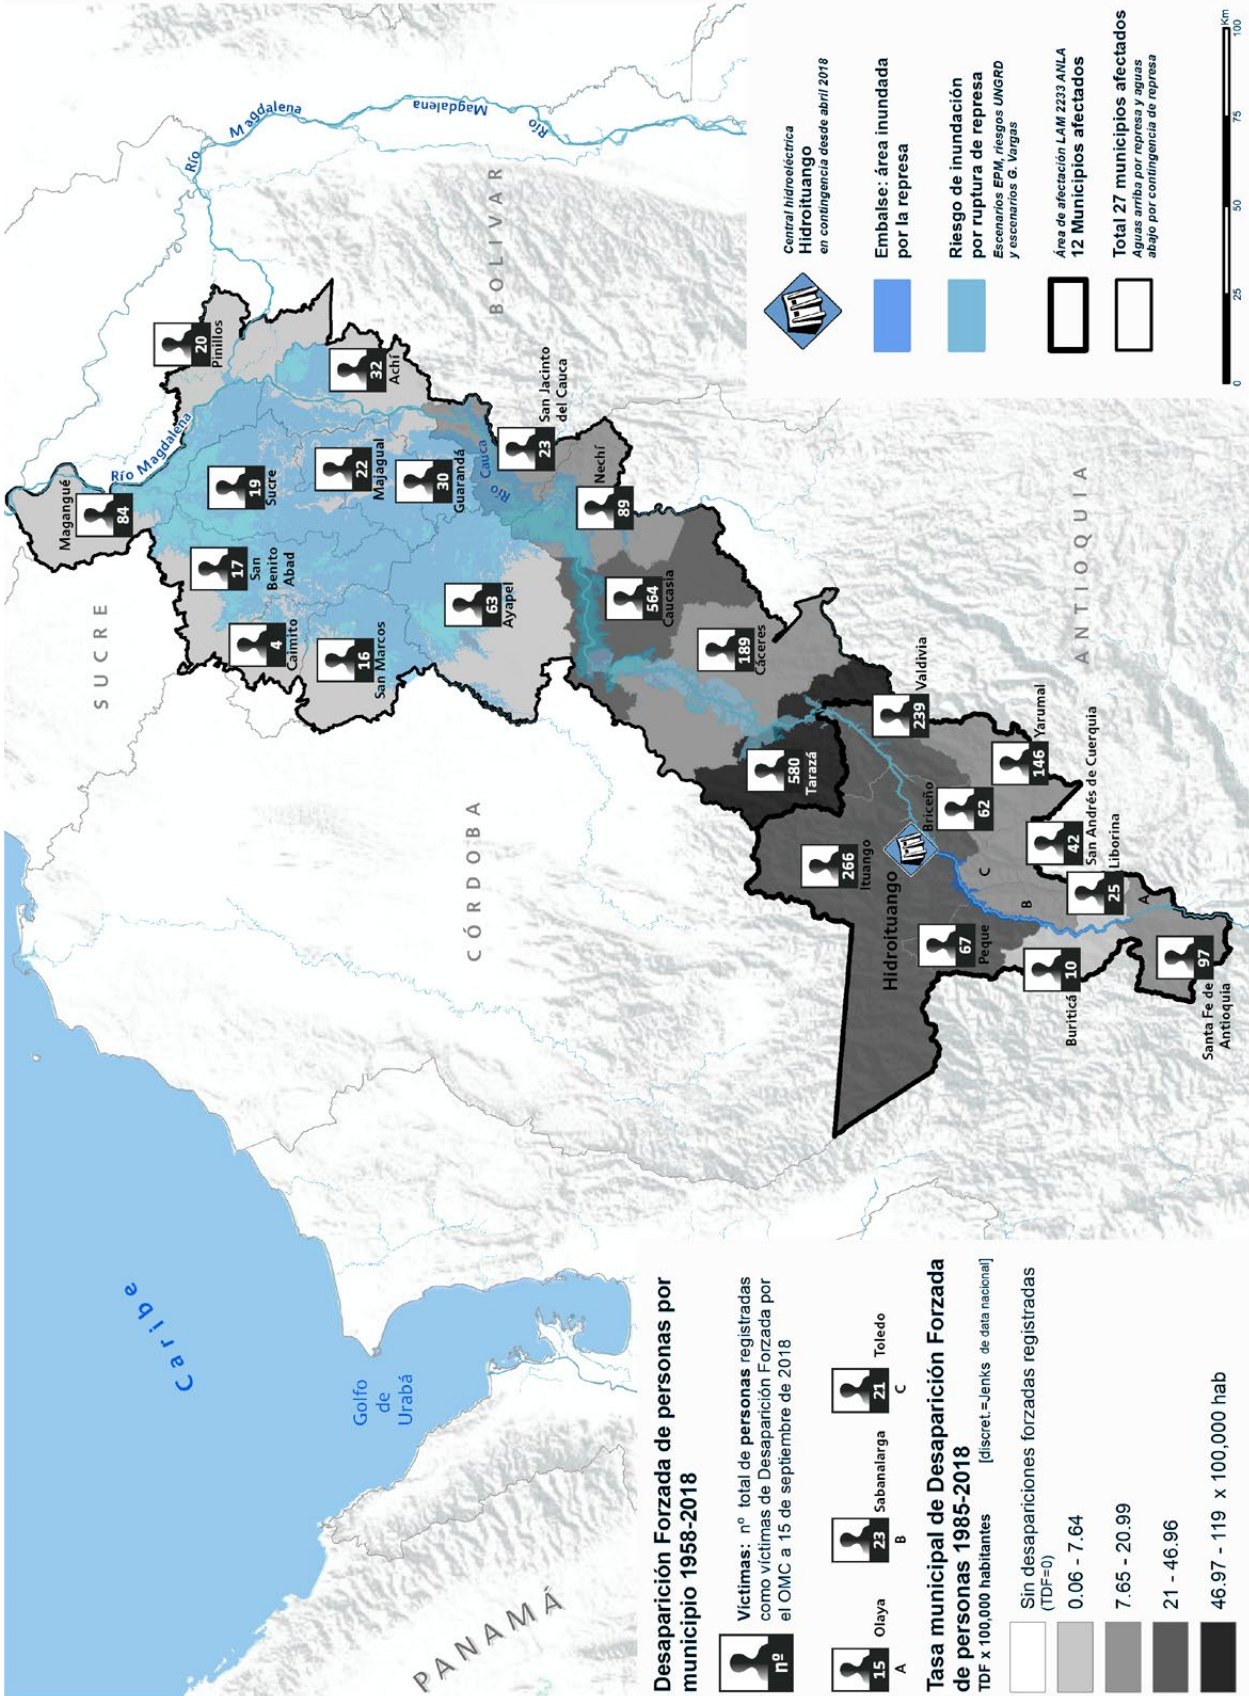 SUCRE
CÓRDOBA
BOLIVAR
ANTIOQUIA
PANAMÁ
Caribe
Golfo
de
Urabá
Río Magdalena
Río Magdalena
Magdalena
Río
Río Cauca
Magangué
84
20
Pinillos
19
Sucre
17
San
Benito
Abad
4
Caimito
16
San Marcos
32
Achí
22
Majagual
30
Guarandá
63
Ayapel
23
San Jacinto
del Cauca
Nechí
89
564
Caucasia
189
Cáceres
580
Tarazá
239
Valdivia
266
Ituango
Hidroituango
Briceño
62
146
Yarumal
42
San Andrés de Cuerquia
25
Liborina
67
Peque
10
Buriticá
97
Santa Fe de
Antioquia
A
B
C
Desaparición Forzada de personas por
municipio 1958-2018
nº
Víctimas: nº total de personas registradas
como víctimas de Desaparición Forzada por
el OMC a 15 de septiembre de 2018
15 Olaya
A
23 Sabanalarga
B
21 Toledo
C
Tasa municipal de Desaparición Forzada
de personas 1985-2018
TDF x 100,000 habitantes [discret.=Jenks de data nacional]
Sin desapariciones forzadas registradas
(TDF=0)
0.06 - 7.64
7.65 - 20.99
21 - 46.96
46.97 - 119 x 100,000 hab
Central hidroeléctrica
Hidroituango
en contingencia desde abril 2018
Embalse: área inundada
por la represa
Riesgo de inundación
por ruptura de represa
Escenarios EPM, riesgos UNGRD
y escenarios G. Vargas
Área de afectación LAM 2233 ANLA
12 Municipios afectados
Total 27 municipios afectados
Aguas arriba por represa y aguas
abajo por contingencia de represa
0 25 50 75 100
Km